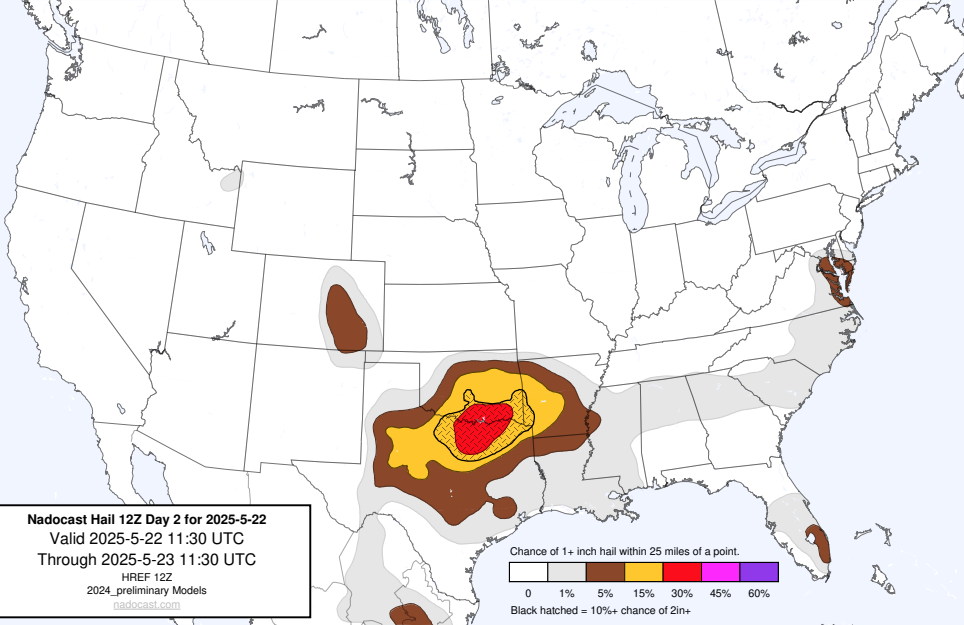 Nadocast Hail 12Z Day 2 for 2025-5-22
Valid 2025-5-22 11:30 UTC
Through 2025-5-23 11:30 UTC
HREF 12Z
2024_preliminary Models
nadocast.com
Chance of 1+ inch hail within 25 miles of a point.
0 1% 5% 15% 30% 45% 60%
Black hatched = 10%+ chance of 2in+